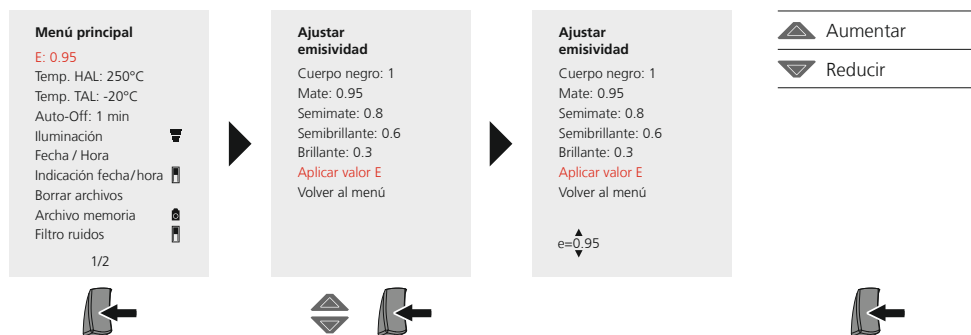 Menú principal
E: 0.95
Temp. HAL: 250°C
Temp. TAL: -20°C
Auto-Off: 1 min
Iluminación
Fecha / Hora
Indicación fecha/hora
Borrar archivos
Archivo memoria
Filtro ruidos
1/2
Ajustar
emisividad
Cuerpo negro: 1
Mate: 0.95
Semimate: 0.8
Semibrillante: 0.6
Brillante: 0.3
Aplicar valor E
Volver al menú
Ajustar
emisividad
Cuerpo negro: 1
Mate: 0.95
Semimate: 0.8
Semibrillante: 0.6
Brillante: 0.3
Aplicar valor E
Volver al menú
e=0.95
Aumentar
Reducir